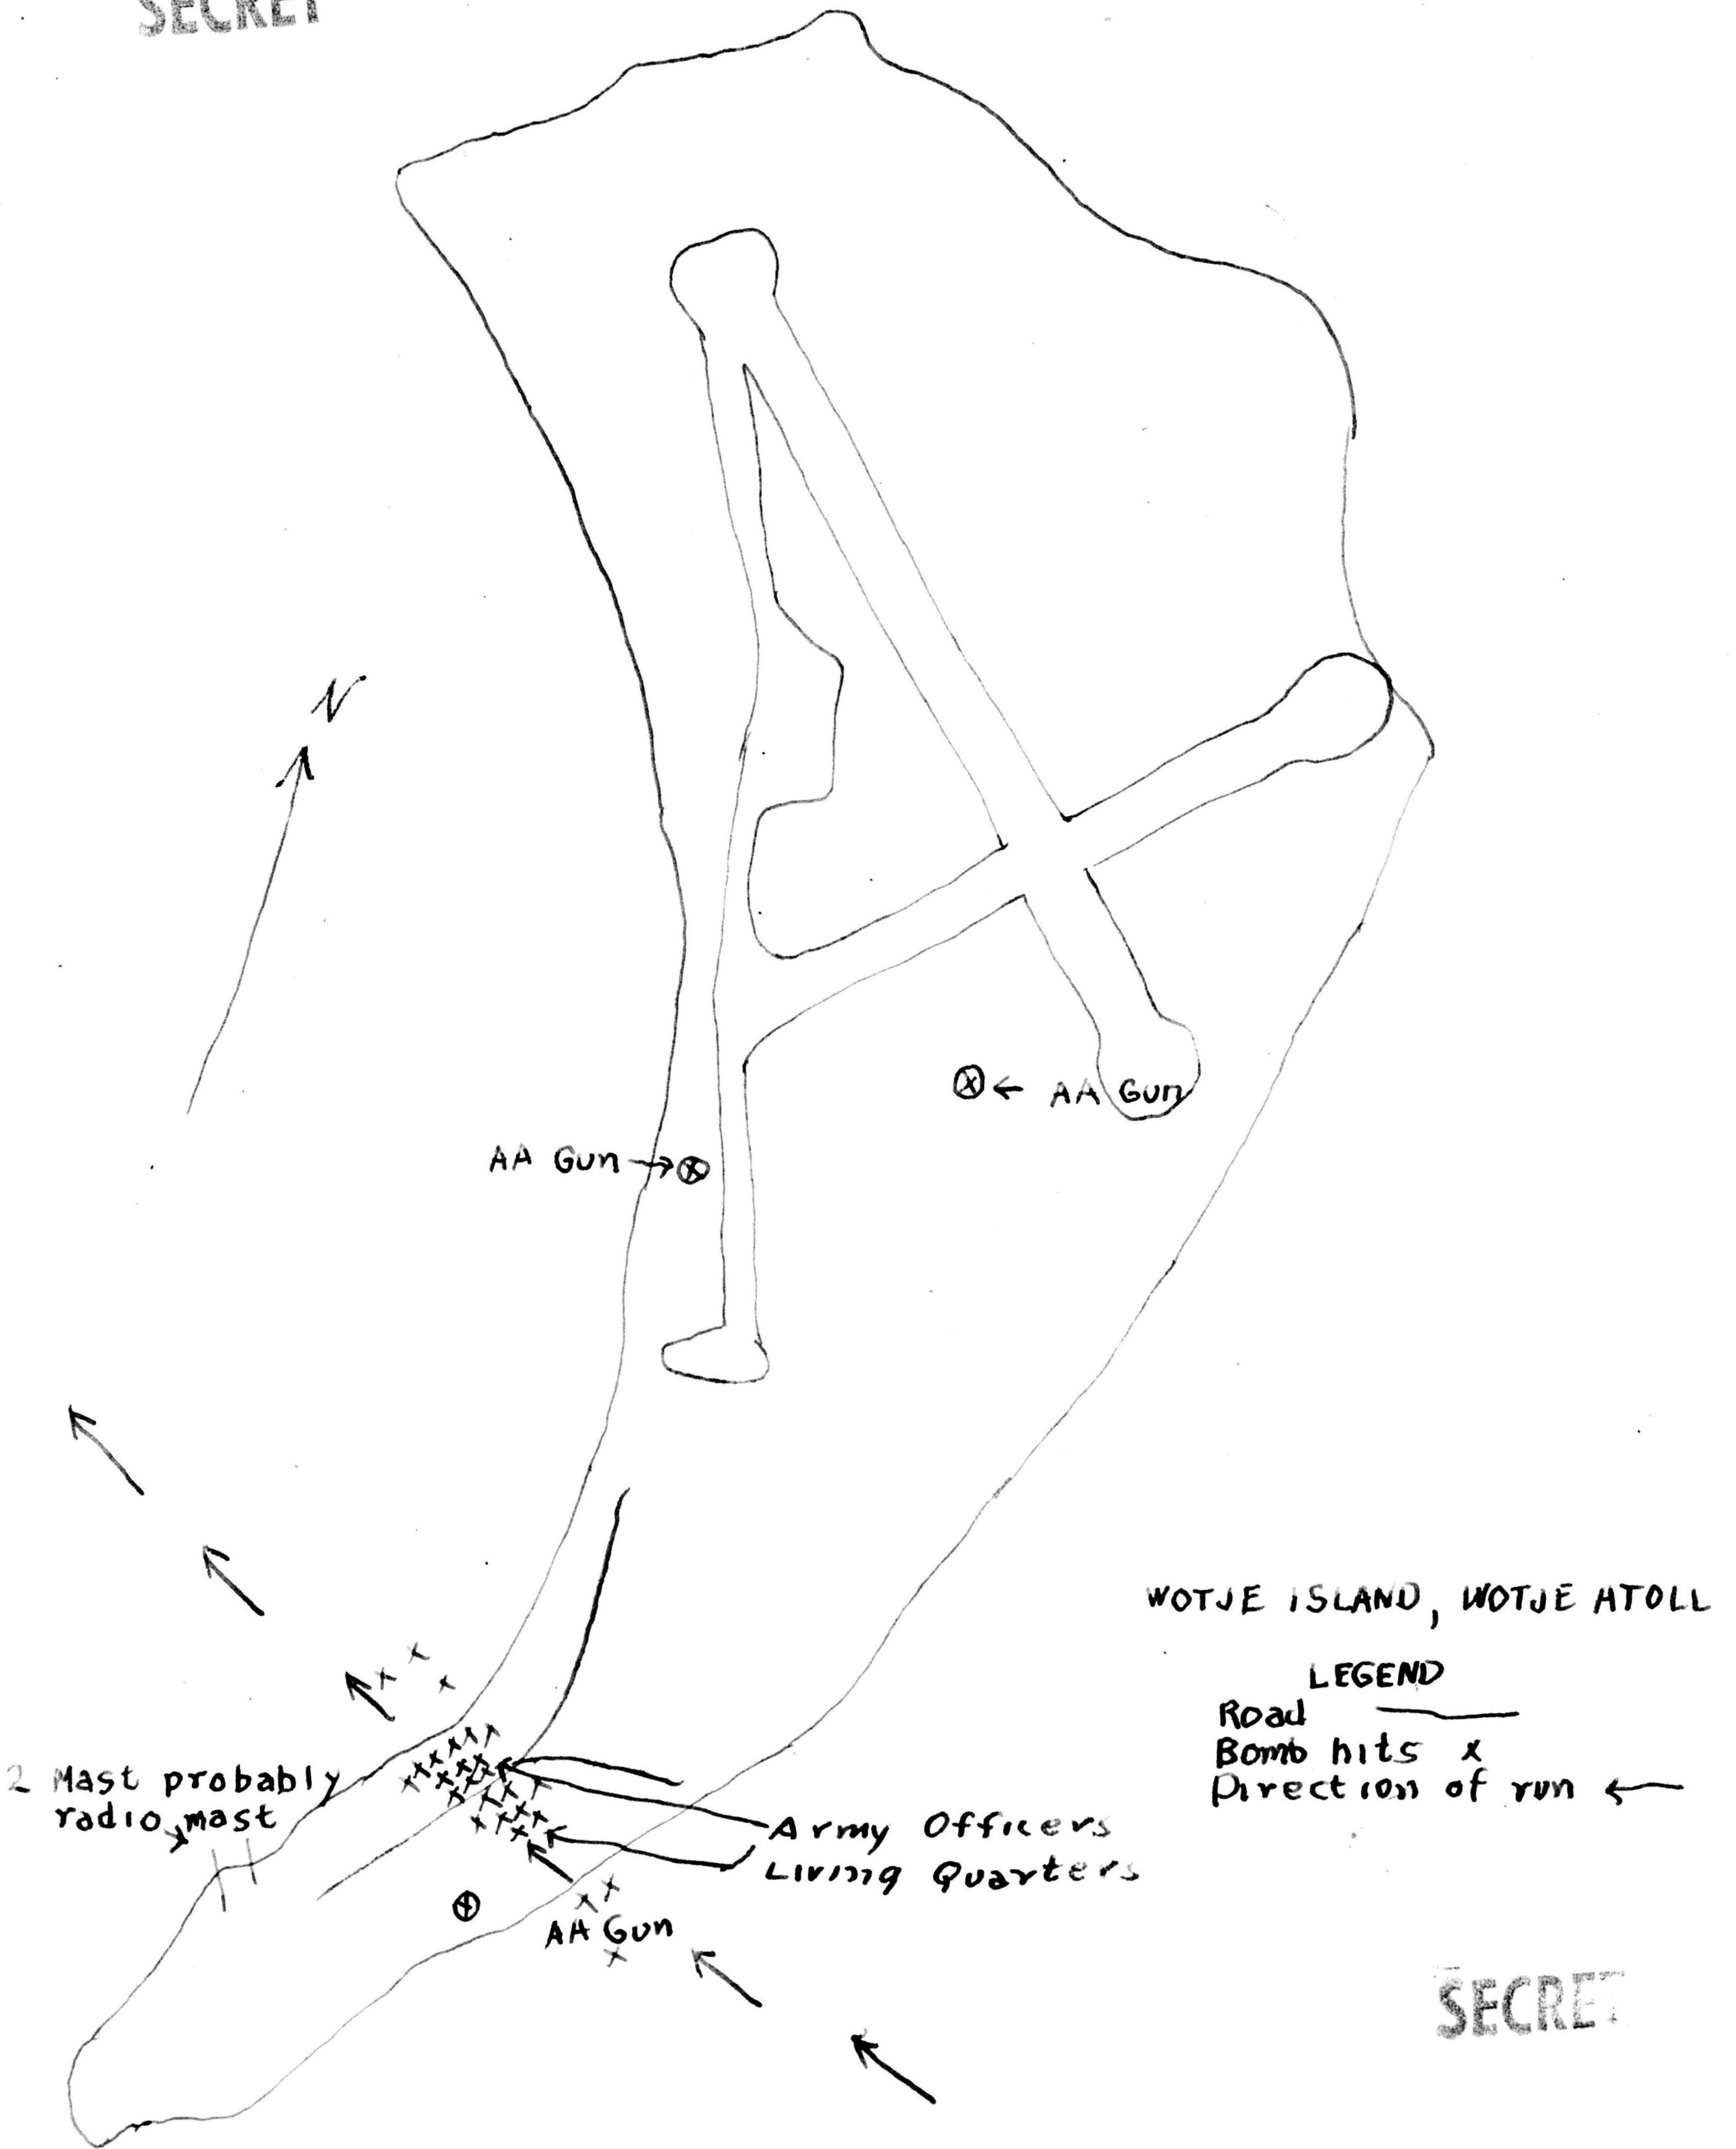 SECRET
N
AA Gun
AA Gun
WOTJE ISLAND, WOTJE ATOLL
LEGEND
Road
Bomb hits x
Direction of run
2 Mast probably
radio mast
Army Officers
Living Quarters
AA Gun
SECRET